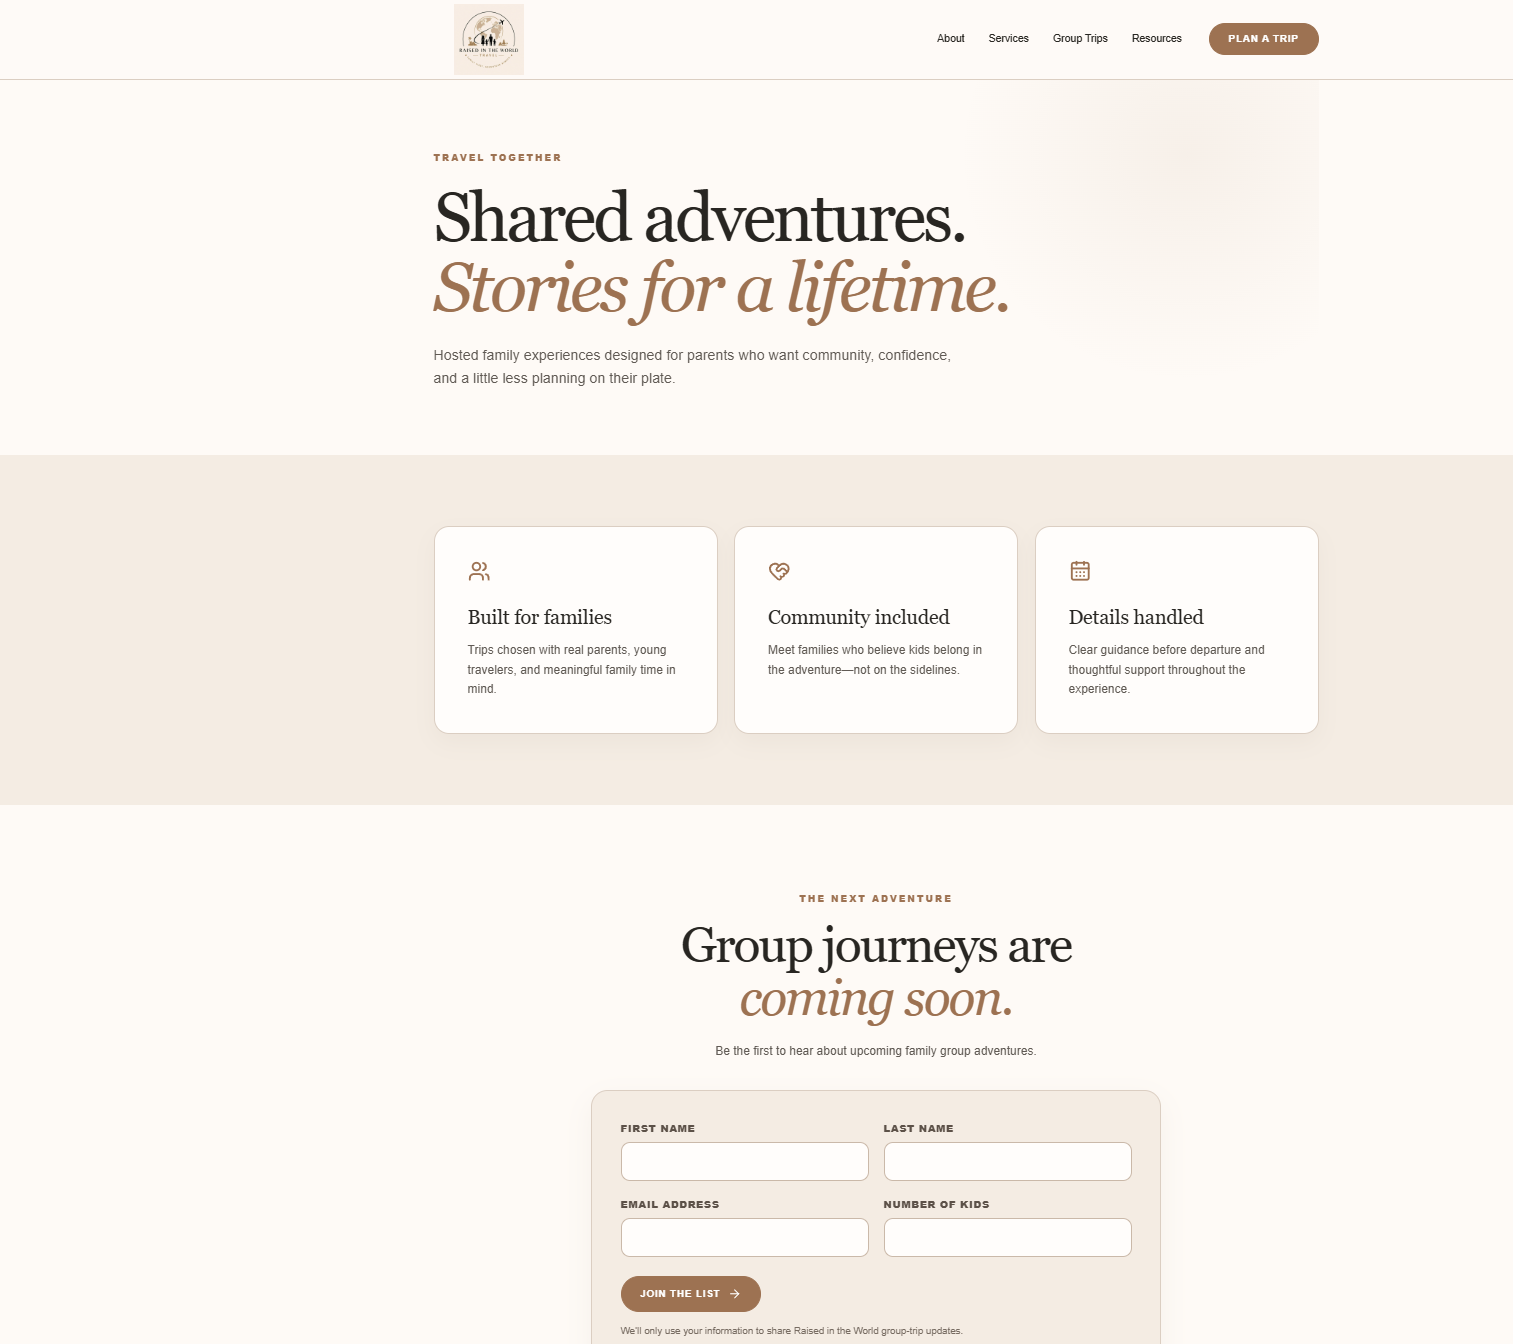 RAISED IN THE WORLD
TRAVEL
About
Services
Group Trips
Resources
PLAN A TRIP
TRAVEL TOGETHER
Shared adventures.
Stories for a lifetime.
Hosted family experiences designed for parents who want community, confidence,
and a little less planning on their plate.
Built for families
Trips chosen with real parents, young
travelers, and meaningful family time in
mind.
Community included
Meet families who believe kids belong in
the adventure—not on the sidelines.
Details handled
Clear guidance before departure and
thoughtful support throughout the
experience.
THE NEXT ADVENTURE
Group journeys are
coming soon.
Be the first to hear about upcoming family group adventures.
FIRST NAME
LAST NAME
EMAIL ADDRESS
NUMBER OF KIDS
JOIN THE LIST
We'll only use your information to share Raised in the World group-trip updates.